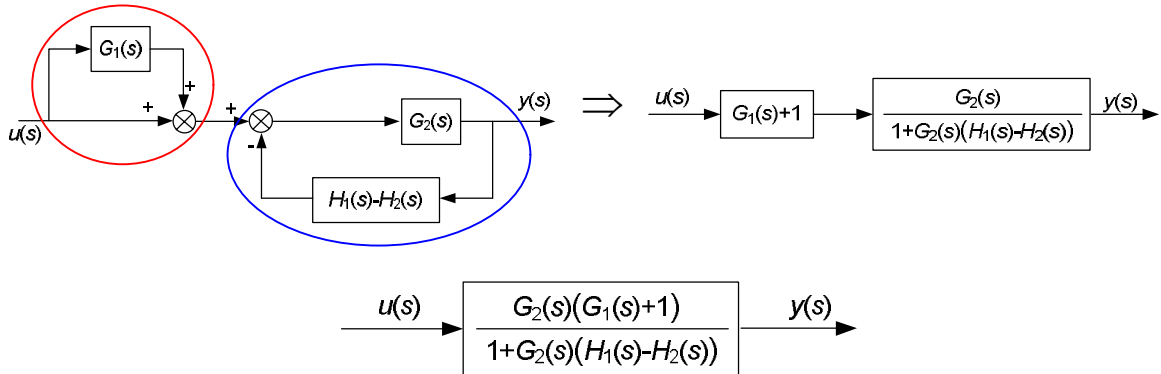 G₁(s)
+
+
u(s)
+
-
G₂(s)
y(s)
H₁(s)-H₂(s)
⇒
u(s)
G₁(s)+1
G₂(s)
1+G₂(s)(H₁(s)-H₂(s))
y(s)
u(s)
G₂(s)(G₁(s)+1)
1+G₂(s)(H₁(s)-H₂(s))
y(s)